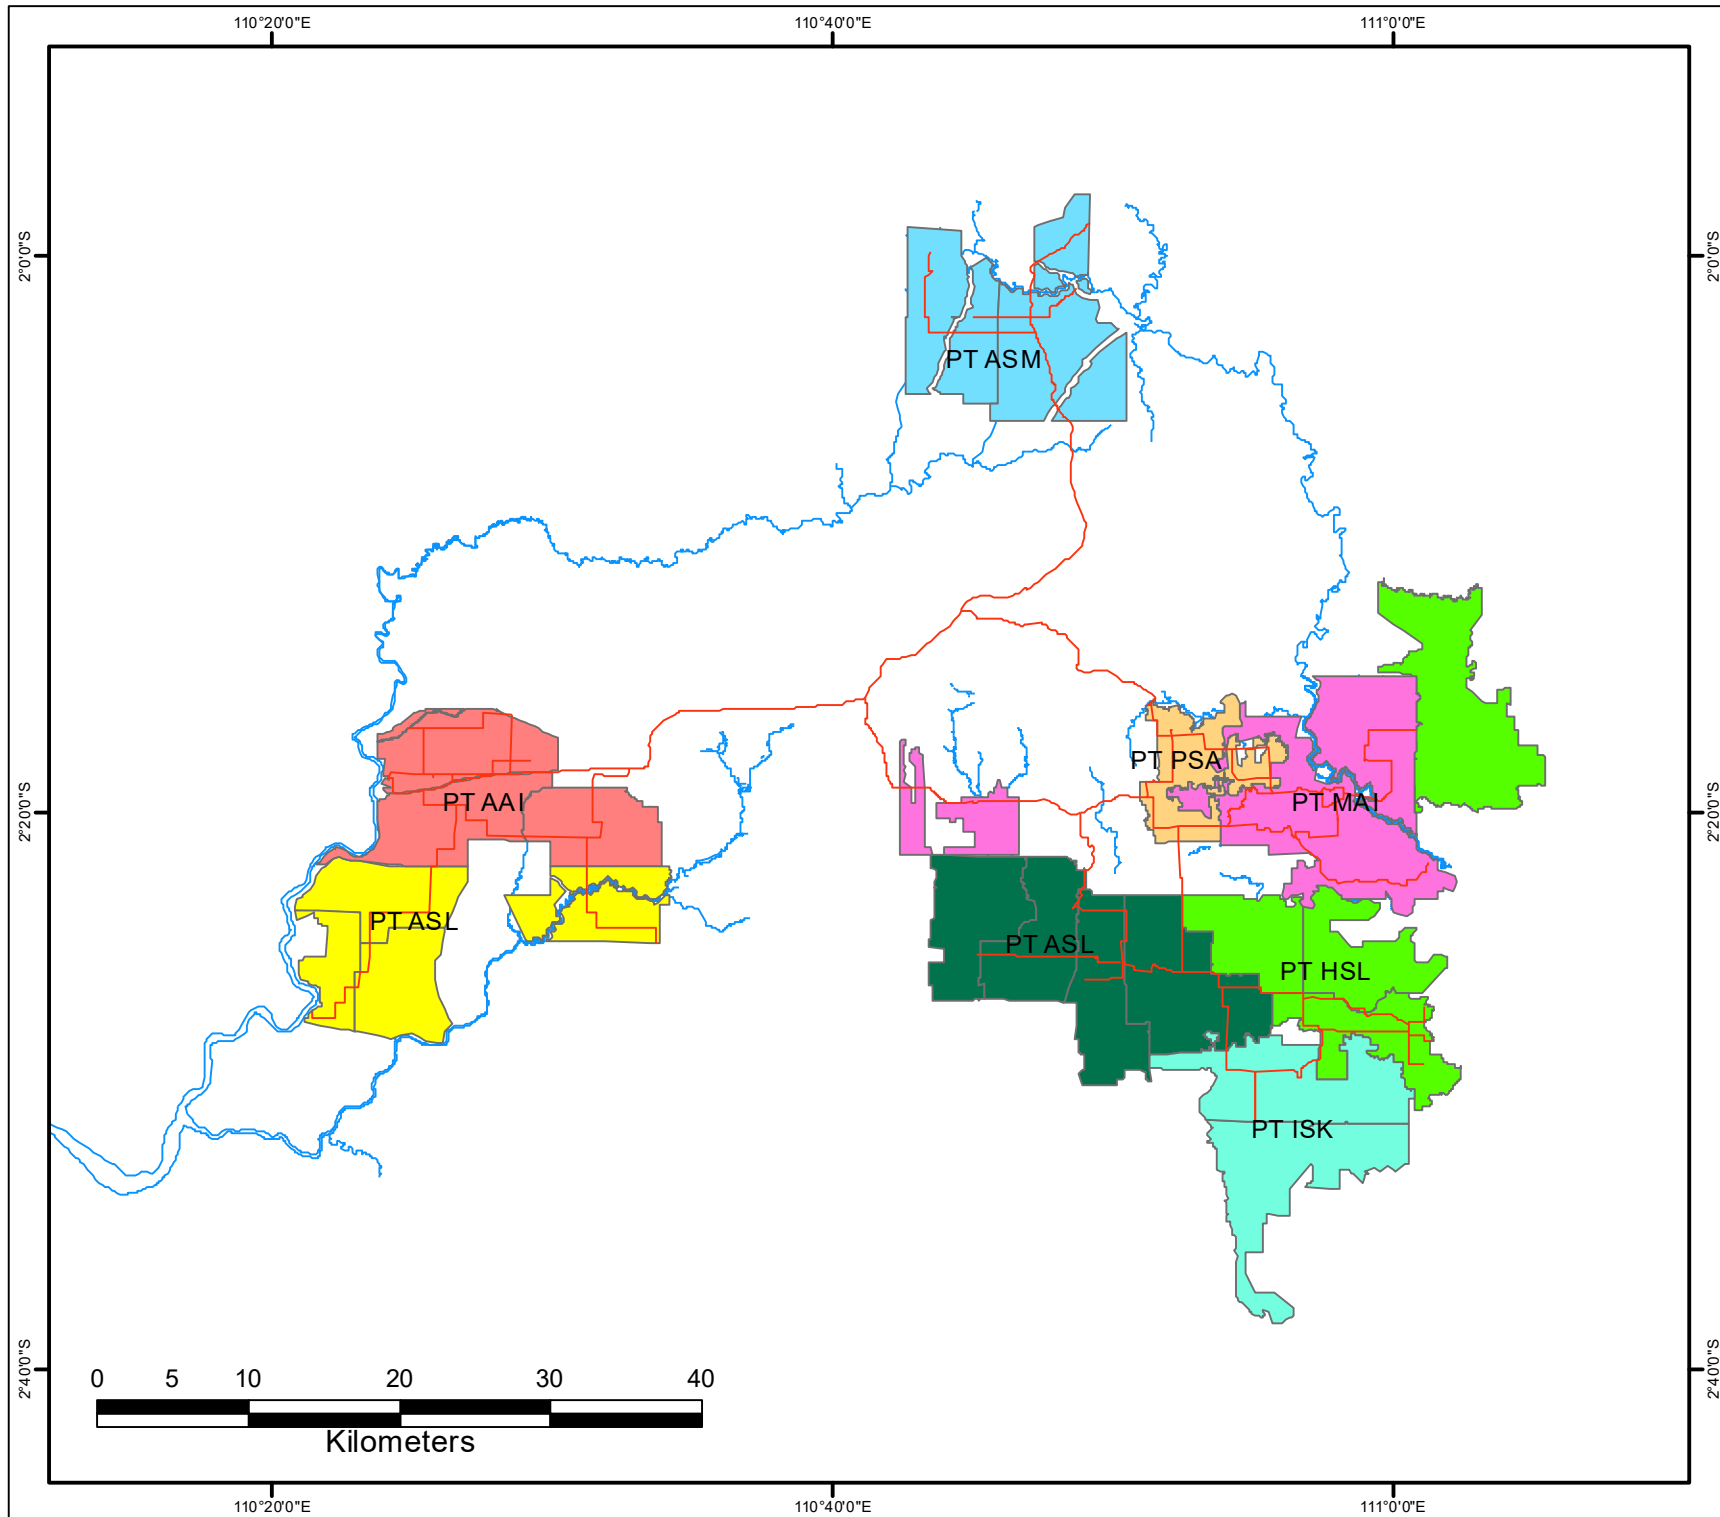 110°20'0"E 110°40'0"E 111°0'0"E
2°0'0"S 2°0'0"S
PT ASM
PT PSA
PT AAI PT MAI
2°20'0"S 2°20'0"S
PT ASL
PT ASL
PT HSL
PT ISK
2°40'0"S 2°40'0"S
0 5 10 20 30 40
Kilometers
110°20'0"E 110°40'0"E 111°0'0"E